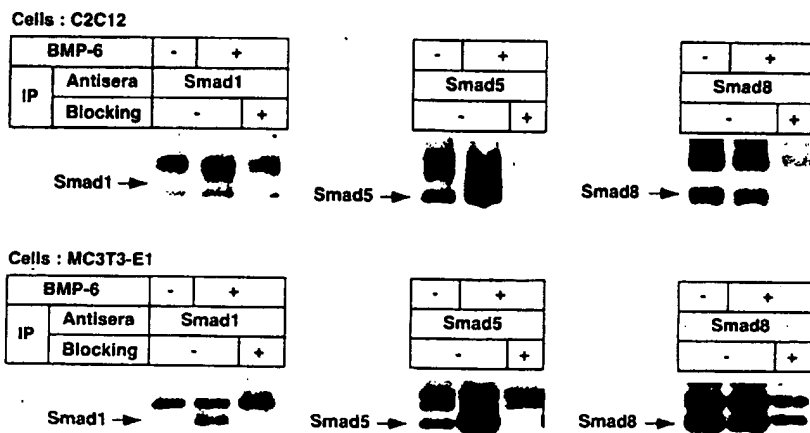 Cells : C2C12
BMP-6 - +
IP Antisera Smad1
Blocking - +
Smad1
- +
Smad5
- +
Smad5
- +
Smad8
- +
Smad8
Cells : MC3T3-E1
BMP-6 - +
IP Antisera Smad1
Blocking - +
Smad1
- +
Smad5
- +
Smad5
- +
Smad8
- +
Smad8